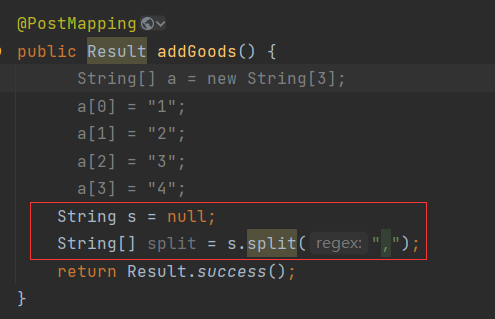 @PostMapping
public Result addGoods() {
String[] a = new String[3];
a[0] = "1";
a[1] = "2";
a[2] = "3";
a[3] = "4";
String s = null;
String[] split = s.split( regex: ",");
return Result.success();
}